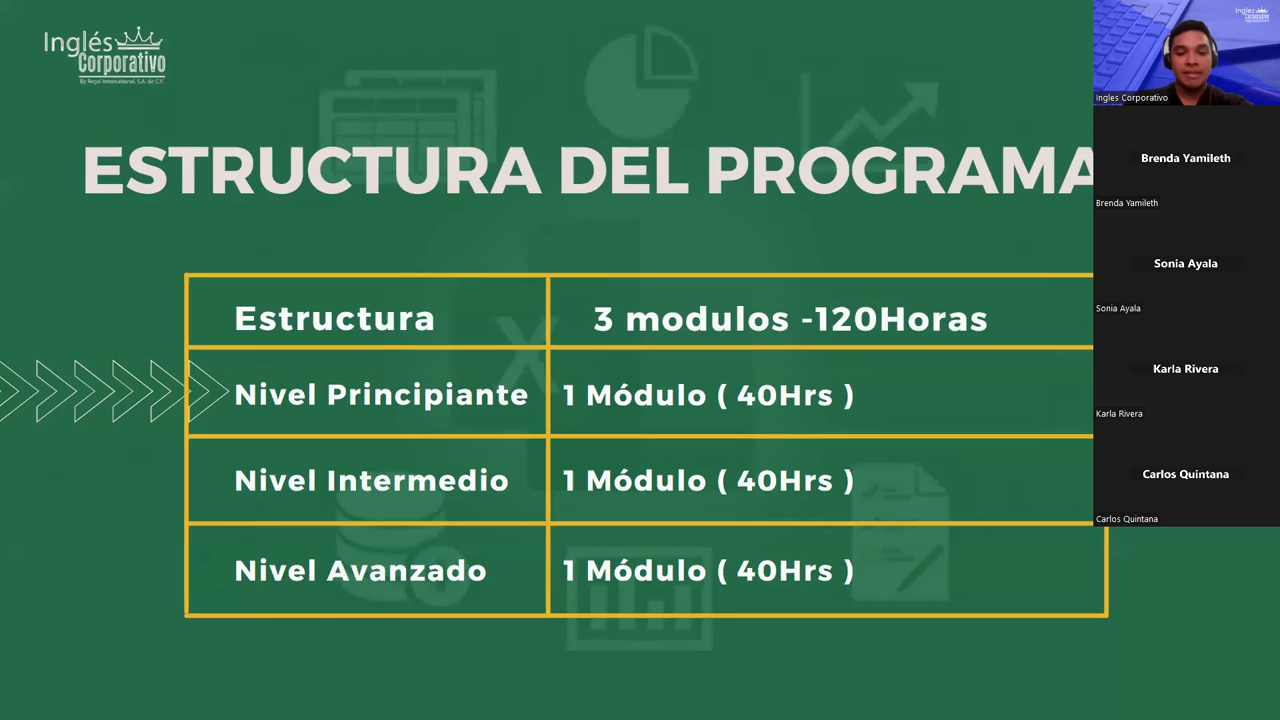 Inglés
Corporativo
By Regal International, S.A. de C.V.
ESTRUCTURA DEL PROGRAMA
Estructura
3 modulos -120Horas
Nivel Principiante
1 Módulo ( 40Hrs )
Nivel Intermedio
1 Módulo ( 40Hrs )
Nivel Avanzado
1 Módulo ( 40Hrs )
Inglés
Corporativo
Ingles Corporativo
Brenda Yamileth
Brenda Yamileth
Sonia Ayala
Sonia Ayala
Karla Rivera
Karla Rivera
Carlos Quintana
Carlos Quintana